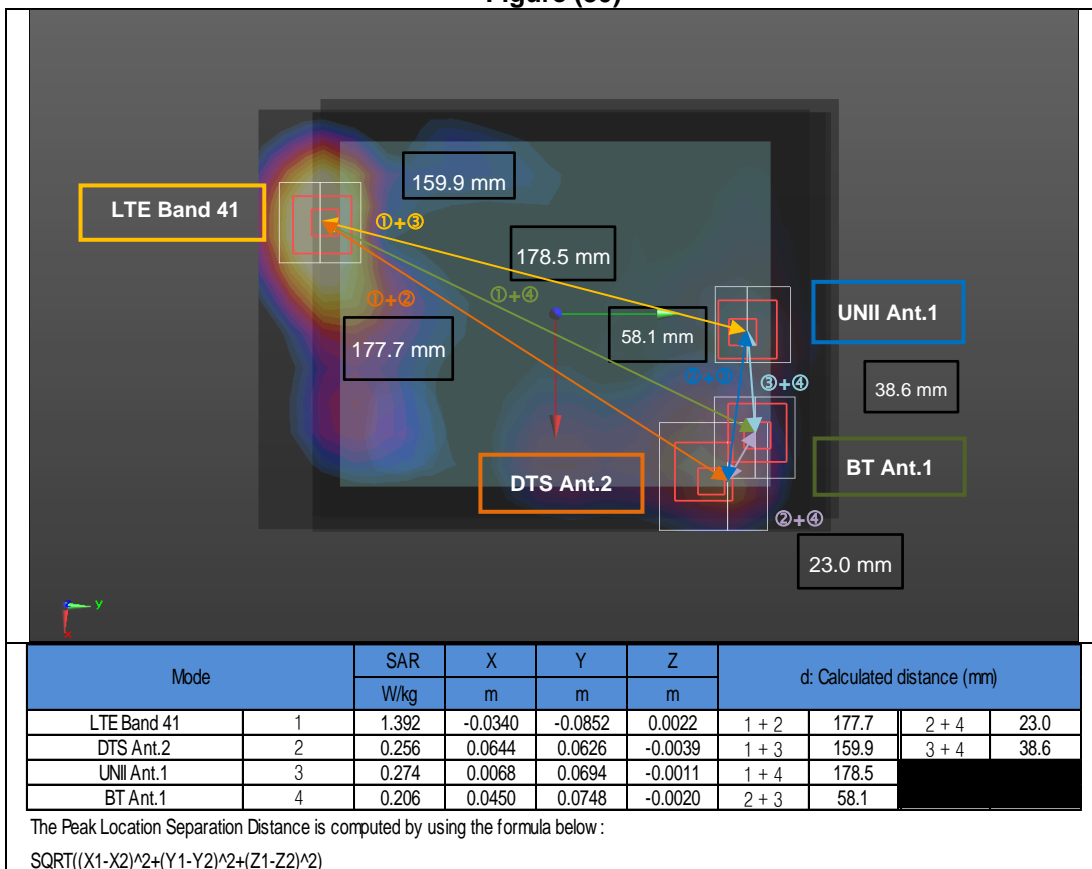 159.9 mm
LTE Band 41
①+③
178.5 mm
①+② ①+④
UNII Ant.1
58.1 mm
177.7 mm
②+③ ③+④
38.6 mm
BT Ant.1
DTS Ant.2
②+④
23.0 mm
Y
X
Mode SAR X Y Z d: Calculated distance (mm)
W/kg m m m
LTE Band 41 1 1.392 -0.0340 -0.0852 0.0022 1 + 2 177.7 2 + 4 23.0
DTS Ant.2 2 0.256 0.0644 0.0626 -0.0039 1 + 3 159.9 3 + 4 38.6
UNII Ant.1 3 0.274 0.0068 0.0694 -0.0011 1 + 4 178.5
BT Ant.1 4 0.206 0.0450 0.0748 -0.0020 2 + 3 58.1
The Peak Location Separation Distance is computed by using the formula below :
SQRT((X1-X2)^2+(Y1-Y2)^2+(Z1-Z2)^2)